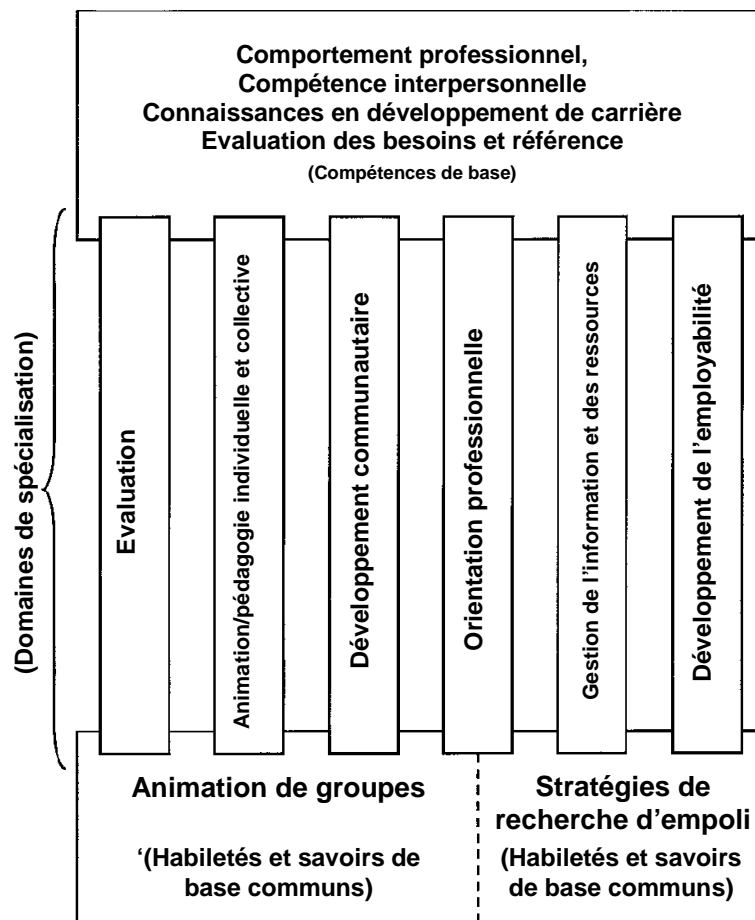 Comportement professionnel,
Compétence interpersonnelle
Connaissances en développement de carrière
Evaluation des besoins et référence
(Compétences de base)
(Domaines de spécialisation)
Evaluation
Animation/pédagogie individuelle et collective
Développement communautaire
Orientation professionnelle
Gestion de l'information et des ressources
Développement de l'employabilité
Animation de groupes
‘(Habiletés et savoirs de
base communs)
Stratégies de
recherche d'empoli
(Habiletés et savoirs
de base communs)